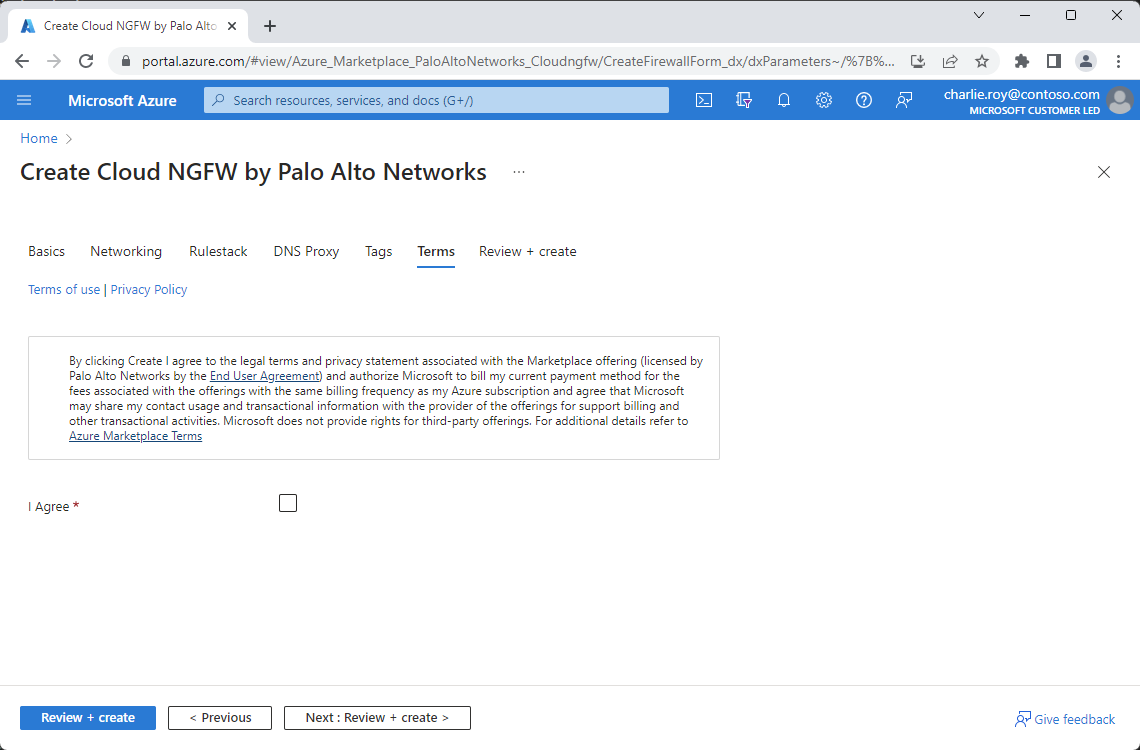 Create Cloud NGFW by Palo Alto
portal.azure.com/#view/Azure_Marketplace_PaloAltoNetworks_Cloudngfw/CreateFirewallForm_dx/dxParameters~/%7B%...
Microsoft Azure
Search resources, services, and docs (G+/)
charlie.roy@contoso.com
MICROSOFT CUSTOMER LED
Home
Create Cloud NGFW by Palo Alto Networks ...
Basics Networking Rulestack DNS Proxy Tags Terms Review + create
Terms of use | Privacy Policy
By clicking Create I agree to the legal terms and privacy statement associated with the Marketplace offering (licensed by
Palo Alto Networks by the End User Agreement) and authorize Microsoft to bill my current payment method for the
fees associated with the offerings with the same billing frequency as my Azure subscription and agree that Microsoft
may share my contact usage and transactional information with the provider of the offerings for support billing and
other transactional activities. Microsoft does not provide rights for third-party offerings. For additional details refer to
Azure Marketplace Terms
I Agree *
Review + create < Previous Next : Review + create > Give feedback